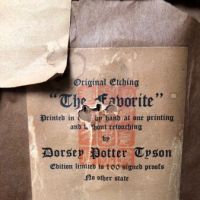 Original Etching
"The Favorite"
Printed in by hand at one printing
and without retouching
by
Dorsey Potter Tyson
Edition limited to 100 signed proofs
No other state